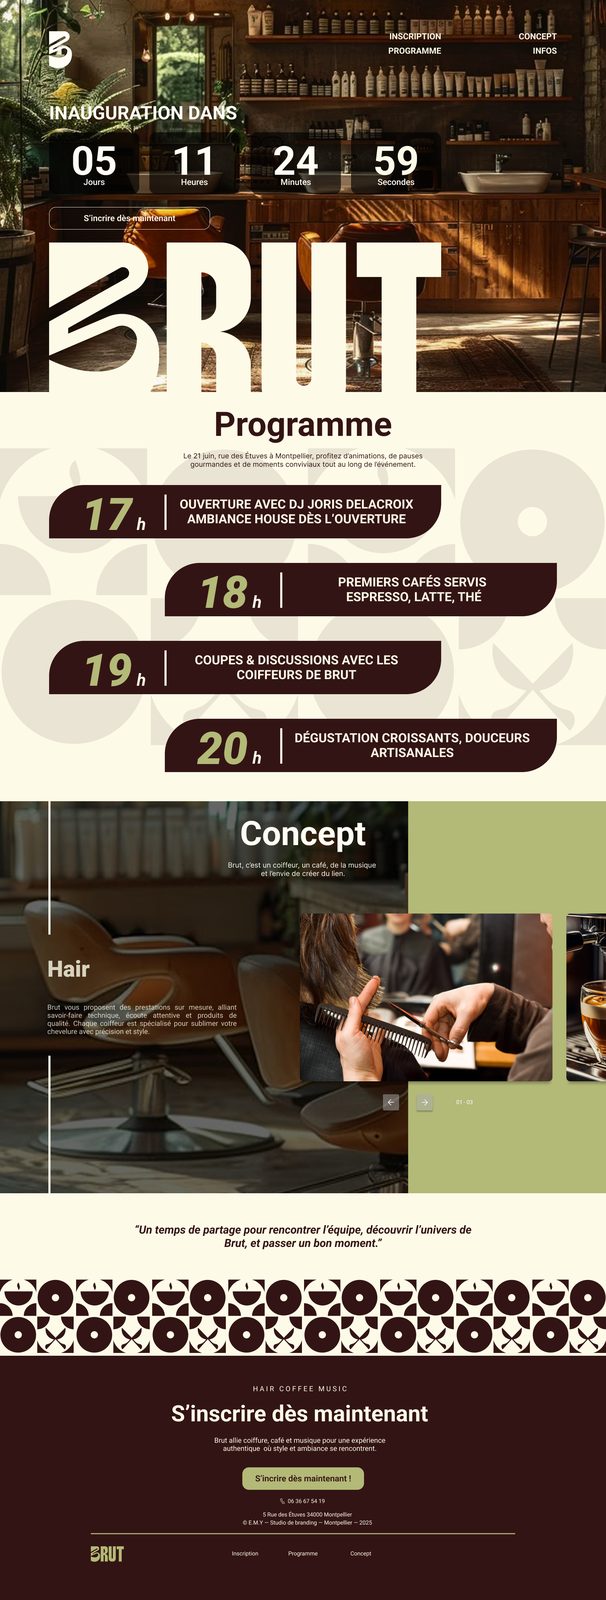 INSCRIPTION
CONCEPT
PROGRAMME
INFOS
INAUGURATION DANS
05
11
24
59
Jours
Heures
Minutes
Secondes
S'incrire dès maintenant
BRUT
Programme
Le 21 juin, rue des Étuves à Montpellier, profitez d'animations, de pauses
gourmandes et de moments conviviaux tout au long de l'événement.
17 h
OUVERTURE AVEC DJ JORIS DELACROIX
AMBIANCE HOUSE DÈS L'OUVERTURE
18 h
PREMIERS CAFÉS SERVIS
ESPRESSO, LATTE, THÉ
19 h
COUPES & DISCUSSIONS AVEC LES
COIFFEURS DE BRUT
20 h
DÉGUSTATION CROISSANTS, DOUCEURS
ARTISANALES
Concept
Brut, c'est un coiffeur, un café, de la musique
et l'envie de créer du lien.
Hair
Brut vous proposent des prestations sur mesure, alliant
savoir-faire technique, écoute attentive et produits de
qualité. Chaque coiffeur est spécialisé pour sublimer votre
chevelure avec précision et style.
01 - 03
“Un temps de partage pour rencontrer l'équipe, découvrir l'univers de
Brut, et passer un bon moment.”
HAIR COFFEE MUSIC
S'inscrire dès maintenant
Brut allie coiffure, café et musique pour une expérience
authentique où style et ambiance se rencontrent.
S'incrire dès maintenant !
06 36 67 54 19
5 Rue des Étuves 34000 Montpellier
© E.M.Y — Studio de branding — Montpellier — 2025
BRUT
Inscription
Programme
Concept